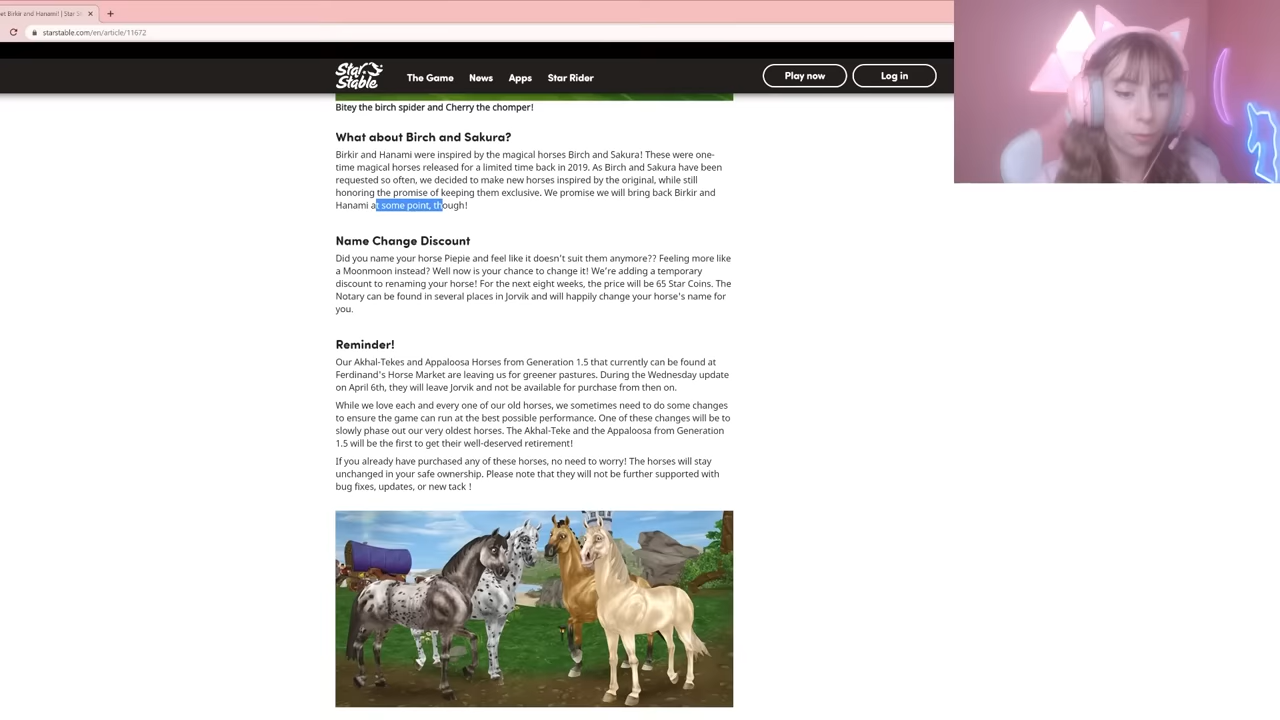 et Birkir and Hanami! | Star St
starstable.com/en/article/11672
Star Stable
The Game
News
Apps
Star Rider
Play now
Log in
Bitey the birch spider and Cherry the chomper!
What about Birch and Sakura?
Birkir and Hanami were inspired by the magical horses Birch and Sakura! These were one-
time magical horses released for a limited time back in 2019. As Birch and Sakura have been
requested so often, we decided to make new horses inspired by the original, while still
honoring the promise of keeping them exclusive. We promise we will bring back Birkir and
Hanami at some point, though!
Name Change Discount
Did you name your horse Piepie and feel like it doesn't suit them anymore?? Feeling more like
a Moonmoon instead? Well now is your chance to change it! We're adding a temporary
discount to renaming your horse! For the next eight weeks, the price will be 65 Star Coins. The
Notary can be found in several places in Jorvik and will happily change your horse's name for
you.
Reminder!
Our Akhal-Tekes and Appaloosa Horses from Generation 1.5 that currently can be found at
Ferdinand's Horse Market are leaving us for greener pastures. During the Wednesday update
on April 6th, they will leave Jorvik and not be available for purchase from then on.
While we love each and every one of our old horses, we sometimes need to do some changes
to ensure the game can run at the best possible performance. One of these changes will be to
slowly phase out our very oldest horses. The Akhal-Teke and the Appaloosa from Generation
1.5 will be the first to get their well-deserved retirement!
If you already have purchased any of these horses, no need to worry! The horses will stay
unchanged in your safe ownership. Please note that they will not be further supported with
bug fixes, updates, or new tack !